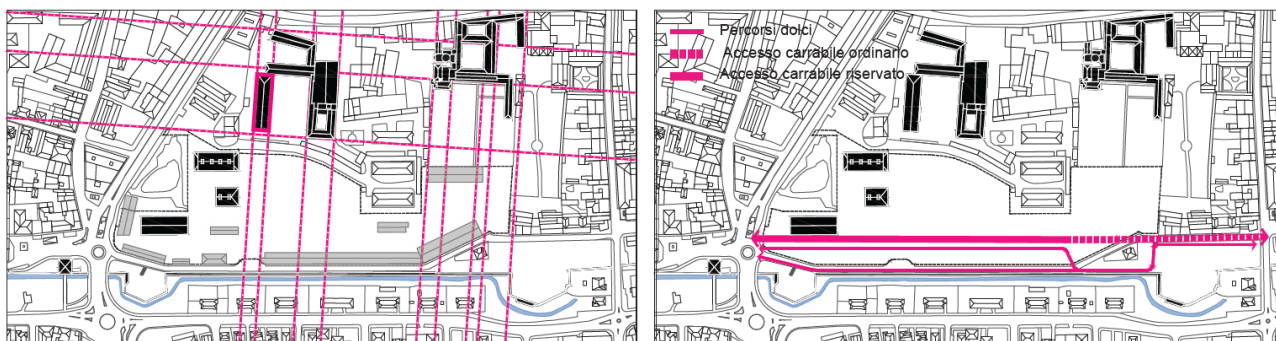 Percorsi dolci
Accesso carrabile ordinario
Accesso carrabile riservato